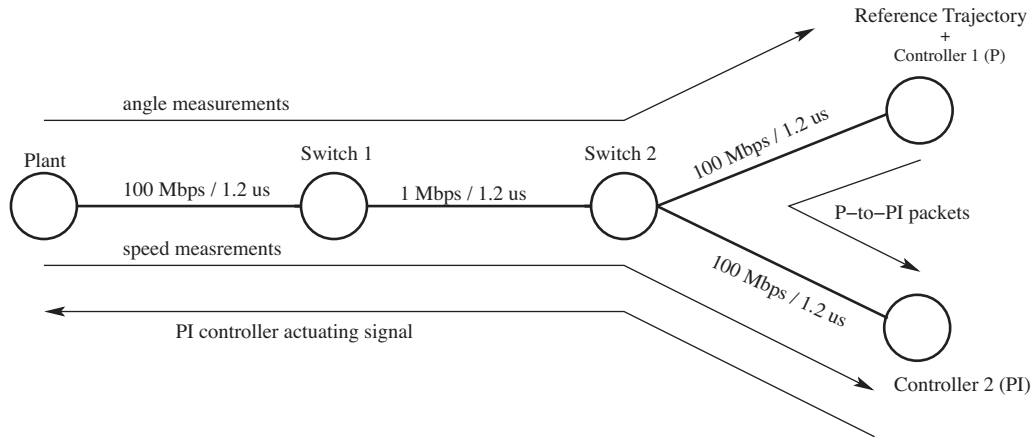 Reference Trajectory
+
Controller 1 (P)
angle measurements
100 Mbps / 1.2 us
Plant
Switch 1
Switch 2
100 Mbps / 1.2 us
1 Mbps / 1.2 us
P-to-PI packets
speed measrements
100 Mbps / 1.2 us
PI controller actuating signal
Controller 2 (PI)